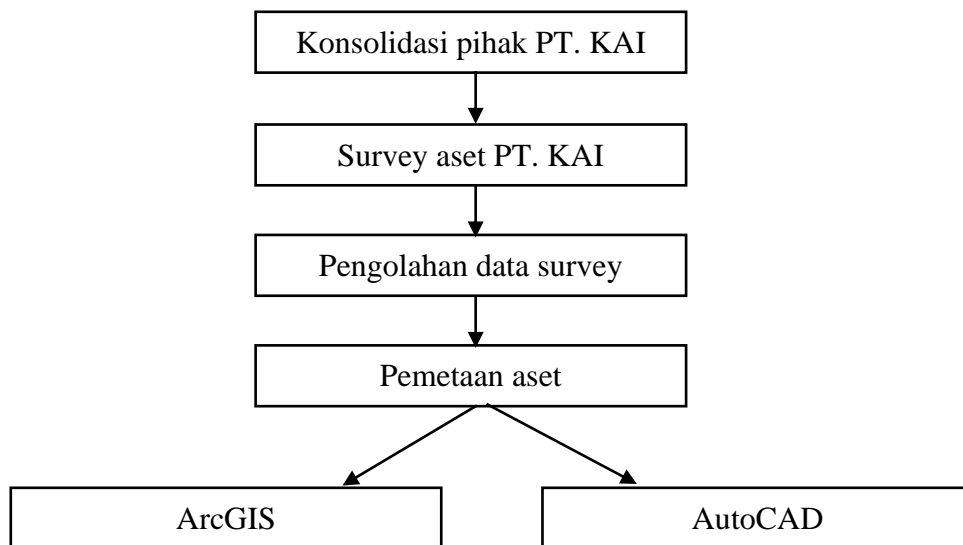 Konsolidasi pihak PT. KAI
Survey aset PT. KAI
Pengolahan data survey
Pemetaan aset
ArcGIS
AutoCAD